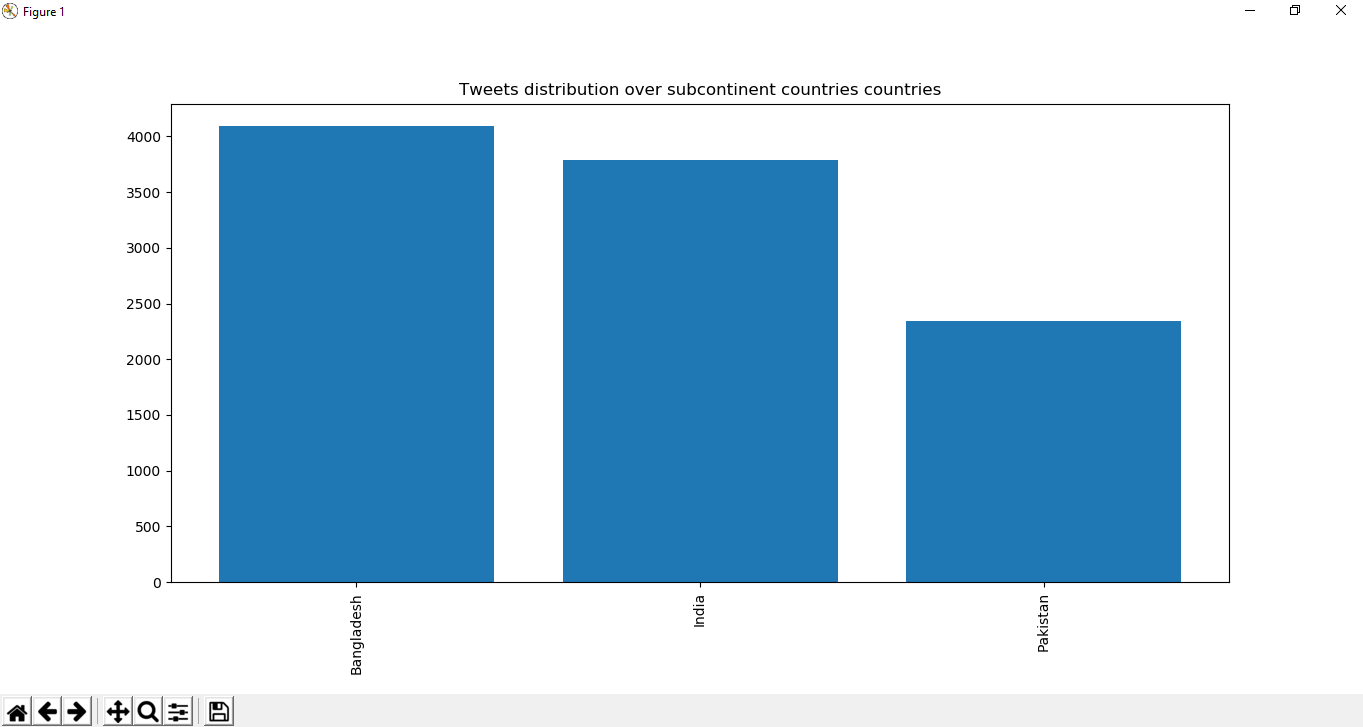 Figure 1
Tweets distribution over subcontinent countries countries
4000
3500
3000
2500
2000
1500
1000
500
0
Bangladesh
India
Pakistan